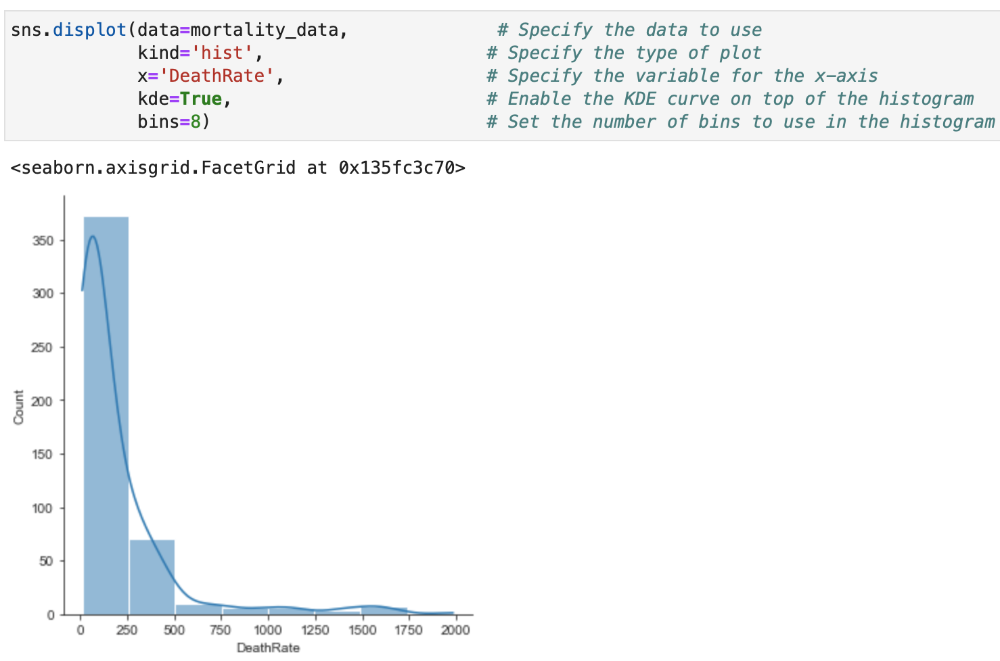 sns.displot(data=mortality_data, # Specify the data to use
kind='hist', # Specify the type of plot
x='DeathRate', # Specify the variable for the x-axis
kde=True, # Enable the KDE curve on top of the histogram
bins=8) # Set the number of bins to use in the histogram
<seaborn.axisgrid.FacetGrid at 0x135fc3c70>
350
300
250
200
150
100
50
0
Count
0 250 500 750 1000 1250 1500 1750 2000
DeathRate